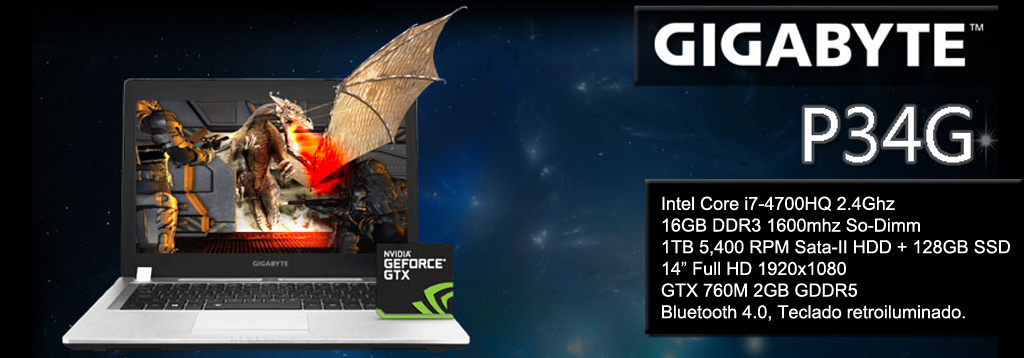 GIGABYTE™
P34G
Intel Core i7-4700HQ 2.4Ghz
16GB DDR3 1600mhz So-Dimm
1TB 5,400 RPM Sata-II HDD + 128GB SSD
14” Full HD 1920x1080
GTX 760M 2GB GDDR5
Bluetooth 4.0, Teclado retroiluminado.
GIGABYTE
NVIDIA
GEFORCE®
GTX